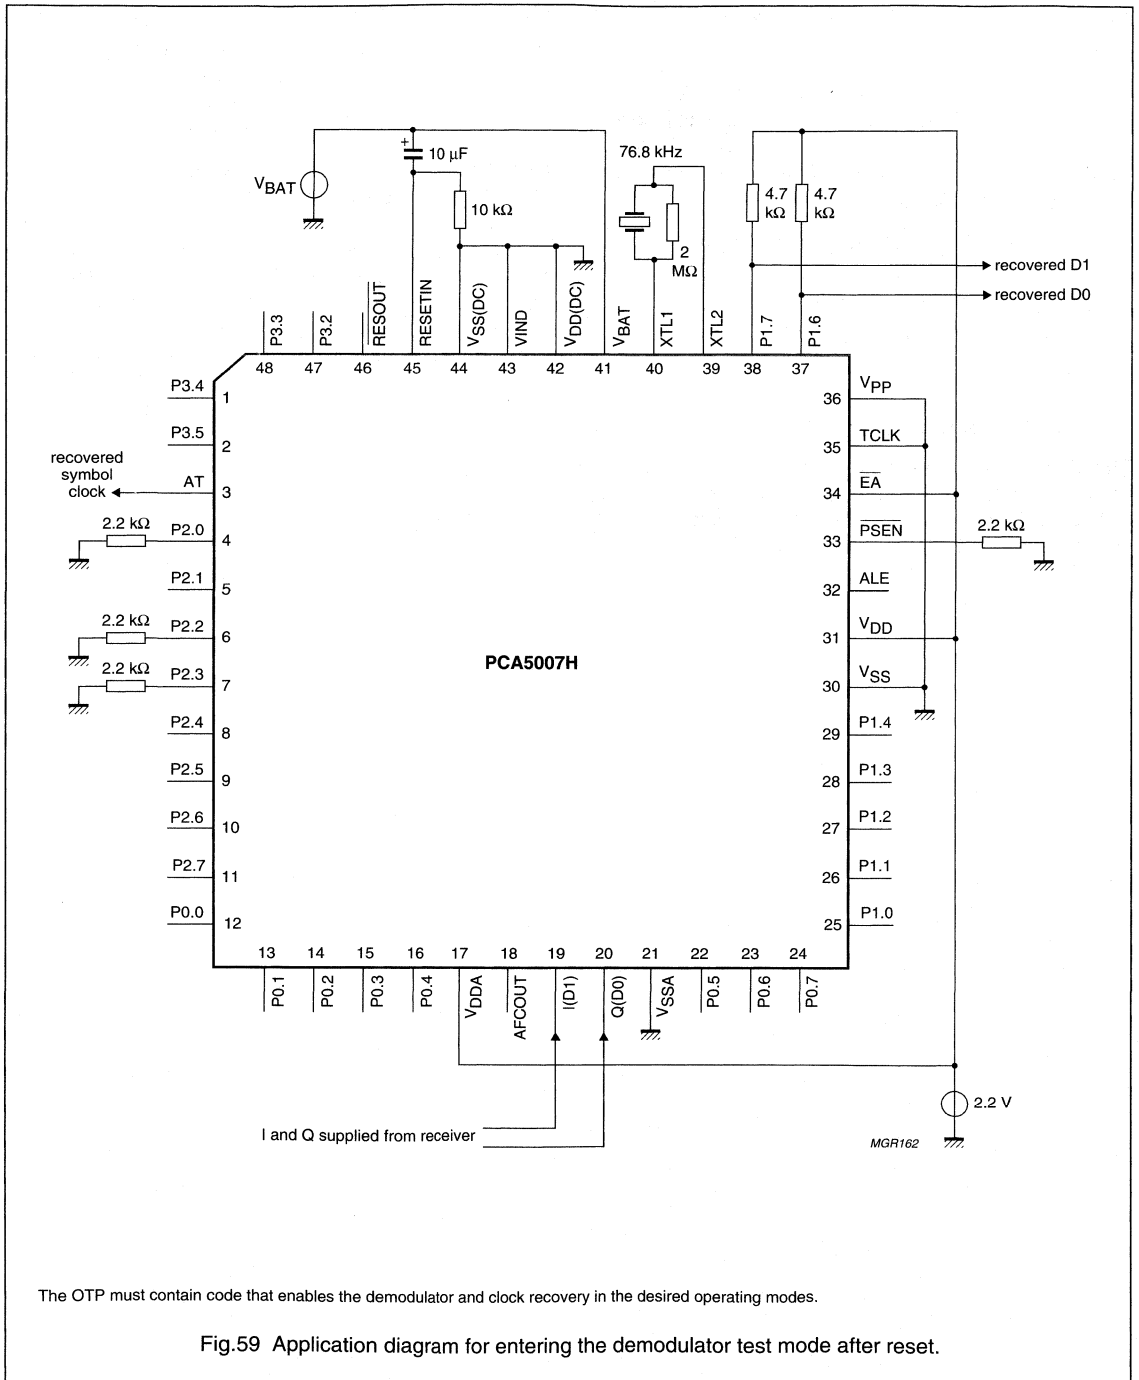 V_BAT
+
10 µF
10 kΩ
76.8 kHz
2
MΩ
4.7
kΩ
4.7
kΩ
recovered D1
recovered D0
P3.3
P3.2
RESOUT
RESETIN
VSS(DC)
VIND
VDD(DC)
VBAT
XTL1
XTL2
P1.7
P1.6
48 47 46 45 44 43 42 41 40 39 38 37
P3.4 1
P3.5 2
recovered
symbol
clock
AT 3
2.2 kΩ P2.0 4
P2.1 5
2.2 kΩ P2.2 6
2.2 kΩ P2.3 7
P2.4 8
P2.5 9
P2.6 10
P2.7 11
P0.0 12
PCA5007H
36 VPP
35 TCLK
34 EA
33 PSEN 2.2 kΩ
32 ALE
31 VDD
30 VSS
29 P1.4
28 P1.3
27 P1.2
26 P1.1
25 P1.0
13 14 15 16 17 18 19 20 21 22 23 24
P0.1
P0.2
P0.3
P0.4
VDDA
AFCOUT
I(D1)
Q(D0)
VSSA
P0.5
P0.6
P0.7
2.2 V
I and Q supplied from receiver
MGR162
The OTP must contain code that enables the demodulator and clock recovery in the desired operating modes.
Fig.59 Application diagram for entering the demodulator test mode after reset.